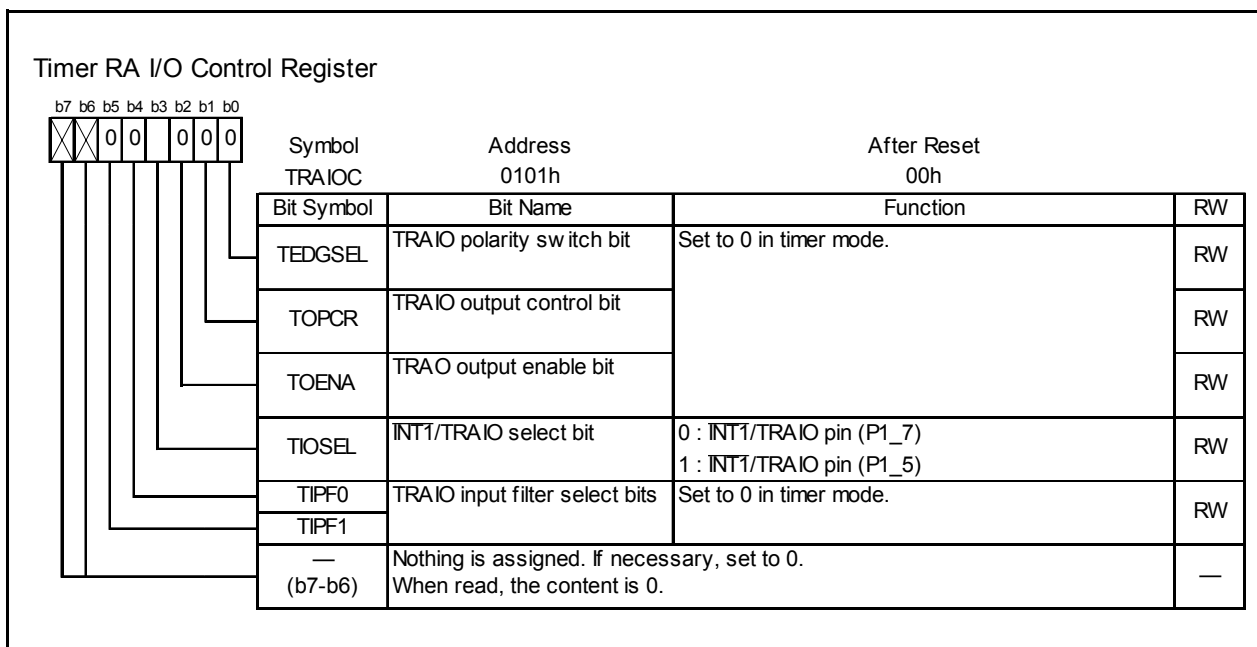 Timer RA I/O Control Register
b7 b6 b5 b4 b3 b2 b1 b0
0 0 0 0 0
Symbol Address After Reset
TRAIOC 0101h 00h
Bit Symbol Bit Name Function RW
TEDGSEL TRAIO polarity switch bit Set to 0 in timer mode. RW
TOPCR TRAIO output control bit RW
TOENA TRAO output enable bit RW
TIOSEL INT1/TRAIO select bit 0 : INT1/TRAIO pin (P1_7) RW
1 : INT1/TRAIO pin (P1_5)
TIPF0 TRAIO input filter select bits Set to 0 in timer mode. RW
TIPF1
— Nothing is assigned. If necessary, set to 0. —
(b7-b6) When read, the content is 0.